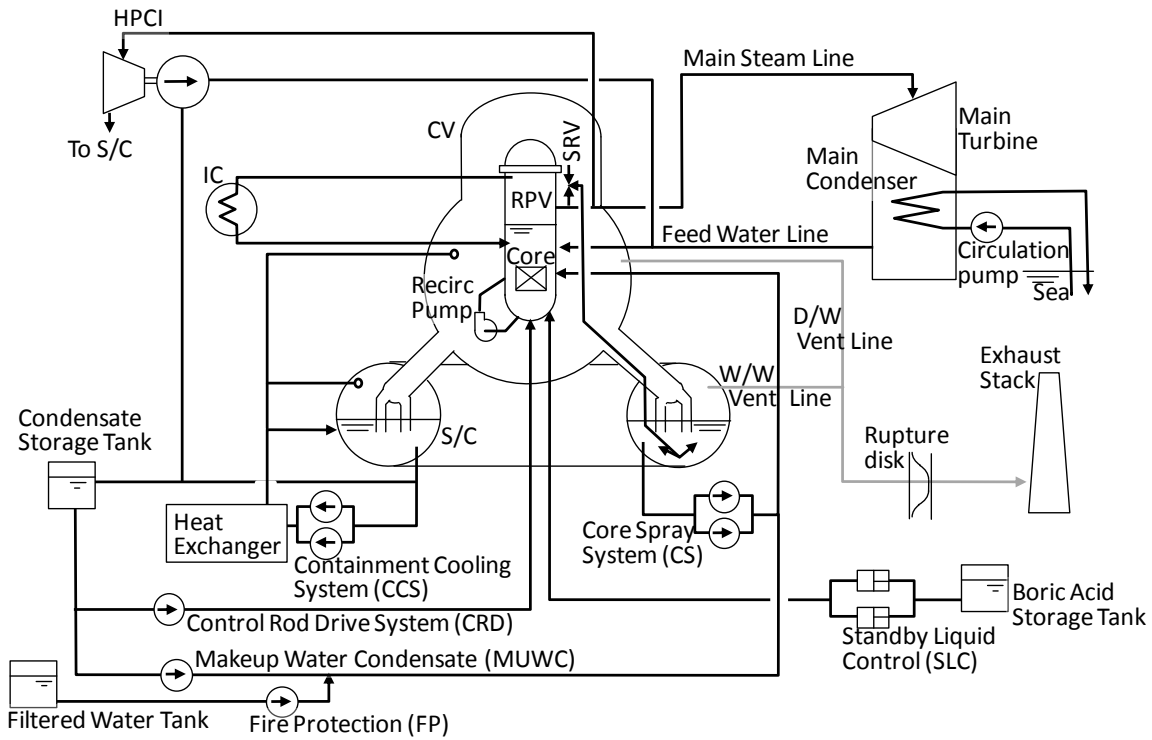 HPCI
Main Steam Line
CV
SRV
Main
Turbine
To S/C
IC
Main
Condenser
RPV
Feed Water Line
Circulation
pump
Core
Sea
Recirc
Pump
D/W
Vent Line
Exhaust
Stack
W/W
Vent Line
Condensate
Storage Tank
S/C
Rupture
disk
Heat
Exchanger
Core Spray
System (CS)
Containment Cooling
System (CCS)
Boric Acid
Storage Tank
Control Rod Drive System (CRD)
Standby Liquid
Control (SLC)
Makeup Water Condensate (MUWC)
Filtered Water Tank
Fire Protection (FP)